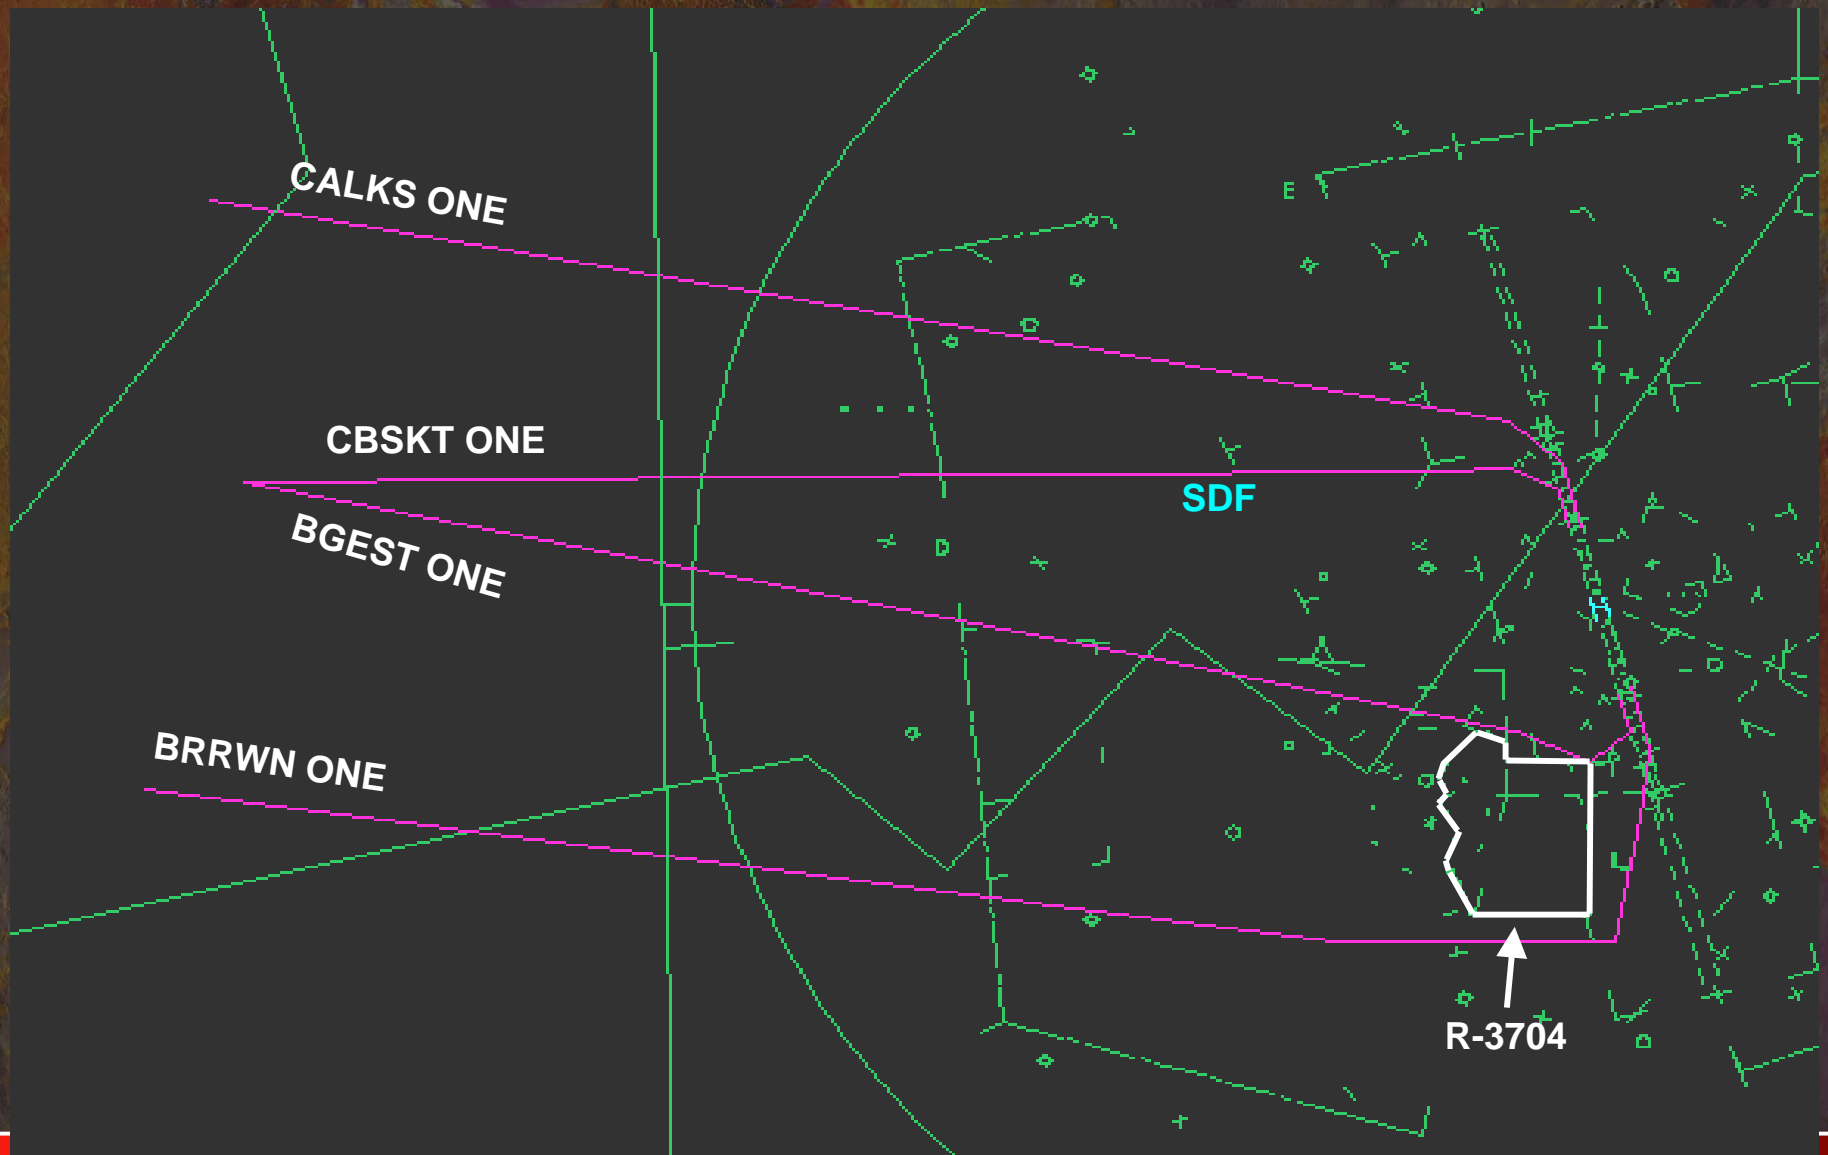 CALKS ONE
E
CBSKT ONE
SDF
BGEST ONE
D
BRRWN ONE
L
R-3704